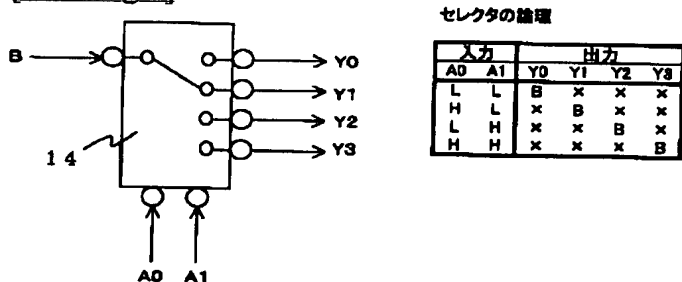 セレクタの論理
B
Y0
Y1
Y2
Y3
14
A0 A1
入力 出力
A0 A1 Y0 Y1 Y2 Y3
L L B × × ×
H L × B × ×
L H × × B ×
H H × × × B